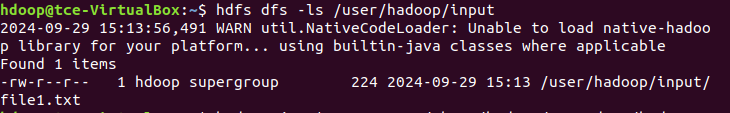 hdoop@tce-VirtualBox:~$ hdfs dfs -ls /user/hadoop/input
2024-09-29 15:13:56,491 WARN util.NativeCodeLoader: Unable to load native-hadoo
p library for your platform... using builtin-java classes where applicable
Found 1 items
-rw-r--r--   1 hdoop supergroup        224 2024-09-29 15:13 /user/hadoop/input/
file1.txt